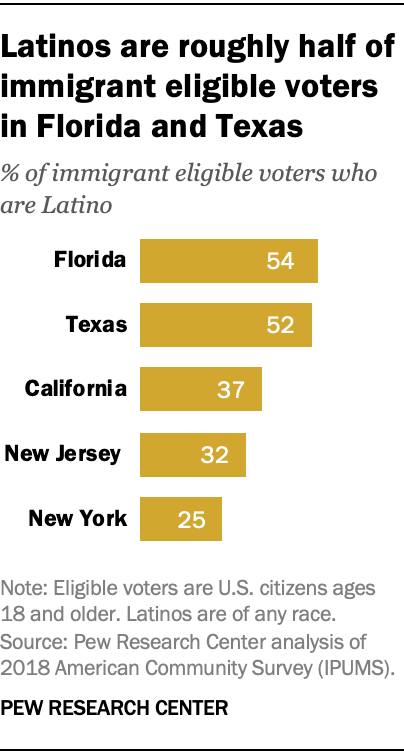 Latinos are roughly half of
immigrant eligible voters
in Florida and Texas
% of immigrant eligible voters who
are Latino
Florida 54
Texas 52
California 37
New Jersey 32
New York 25
Note: Eligible voters are U.S. citizens ages
18 and older. Latinos are of any race.
Source: Pew Research Center analysis of
2018 American Community Survey (IPUMS).
PEW RESEARCH CENTER